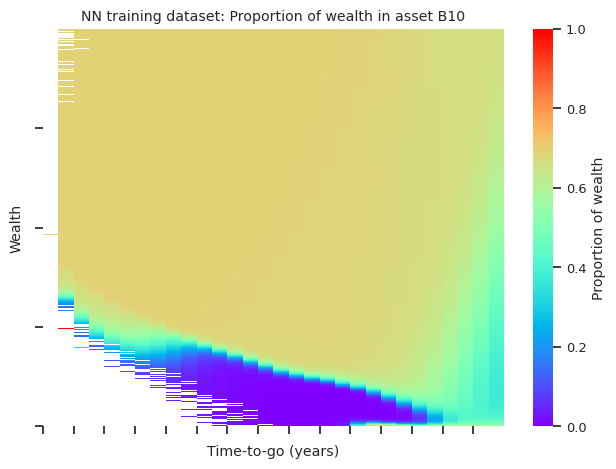 NN training dataset: Proportion of wealth in asset B10
Wealth
Time-to-go (years)
1.0
0.8
0.6
0.4
0.2
0.0
Proportion of wealth